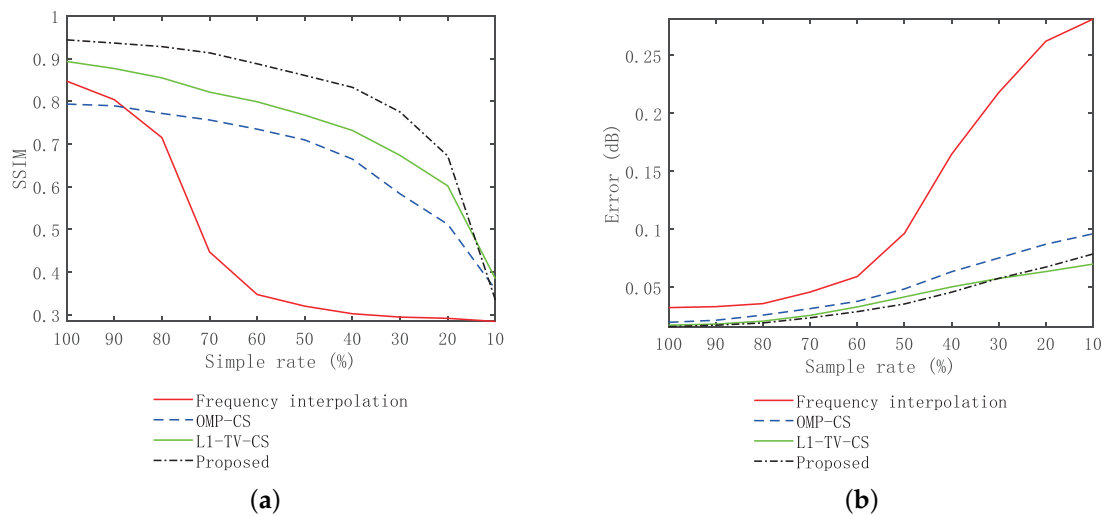 1
0.9
0.8
0.7
0.6
0.5
0.4
0.3
SSIM
100 90 80 70 60 50 40 30 20 10
Simple rate (%)
Frequency interpolation
OMP-CS
L1-TV-CS
Proposed
(a)
0.25
0.2
0.15
0.1
0.05
Error (dB)
100 90 80 70 60 50 40 30 20 10
Sample rate (%)
Frequency interpolation
OMP-CS
L1-TV-CS
Proposed
(b)